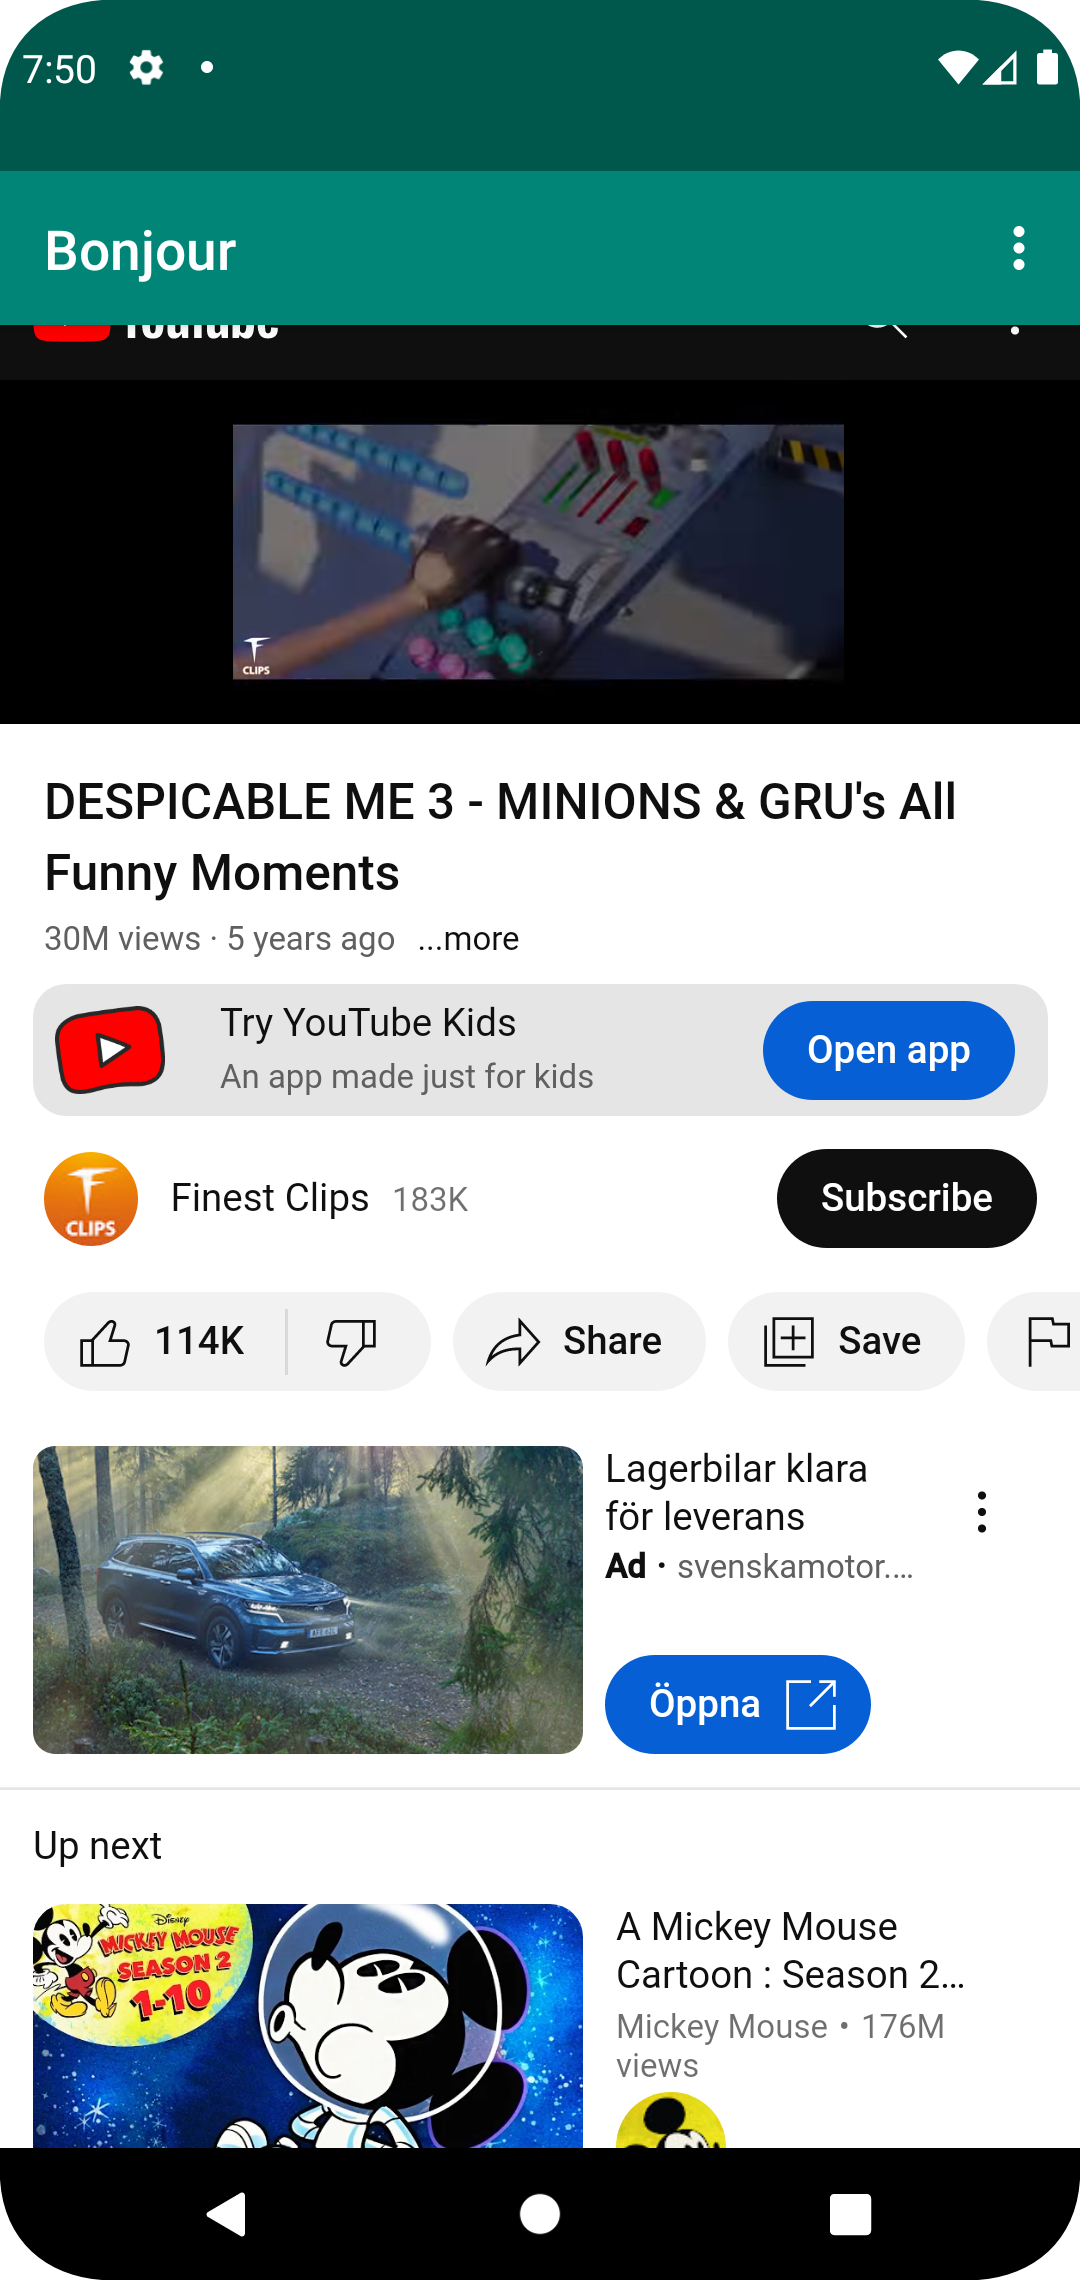 7:50
Bonjour
YouTube
CLIPS
DESPICABLE ME 3 - MINIONS & GRU's All
Funny Moments
30M views · 5 years ago ...more
Try YouTube Kids
An app made just for kids
Open app
CLIPS
Finest Clips 183K
Subscribe
114K
Share
Save
Lagerbilar klara
för leverans
Ad · svenskamotor....
Öppna
Up next
Disney
MICKEY MOUSE
SEASON 2
1-10
A Mickey Mouse
Cartoon : Season 2...
Mickey Mouse • 176M
views